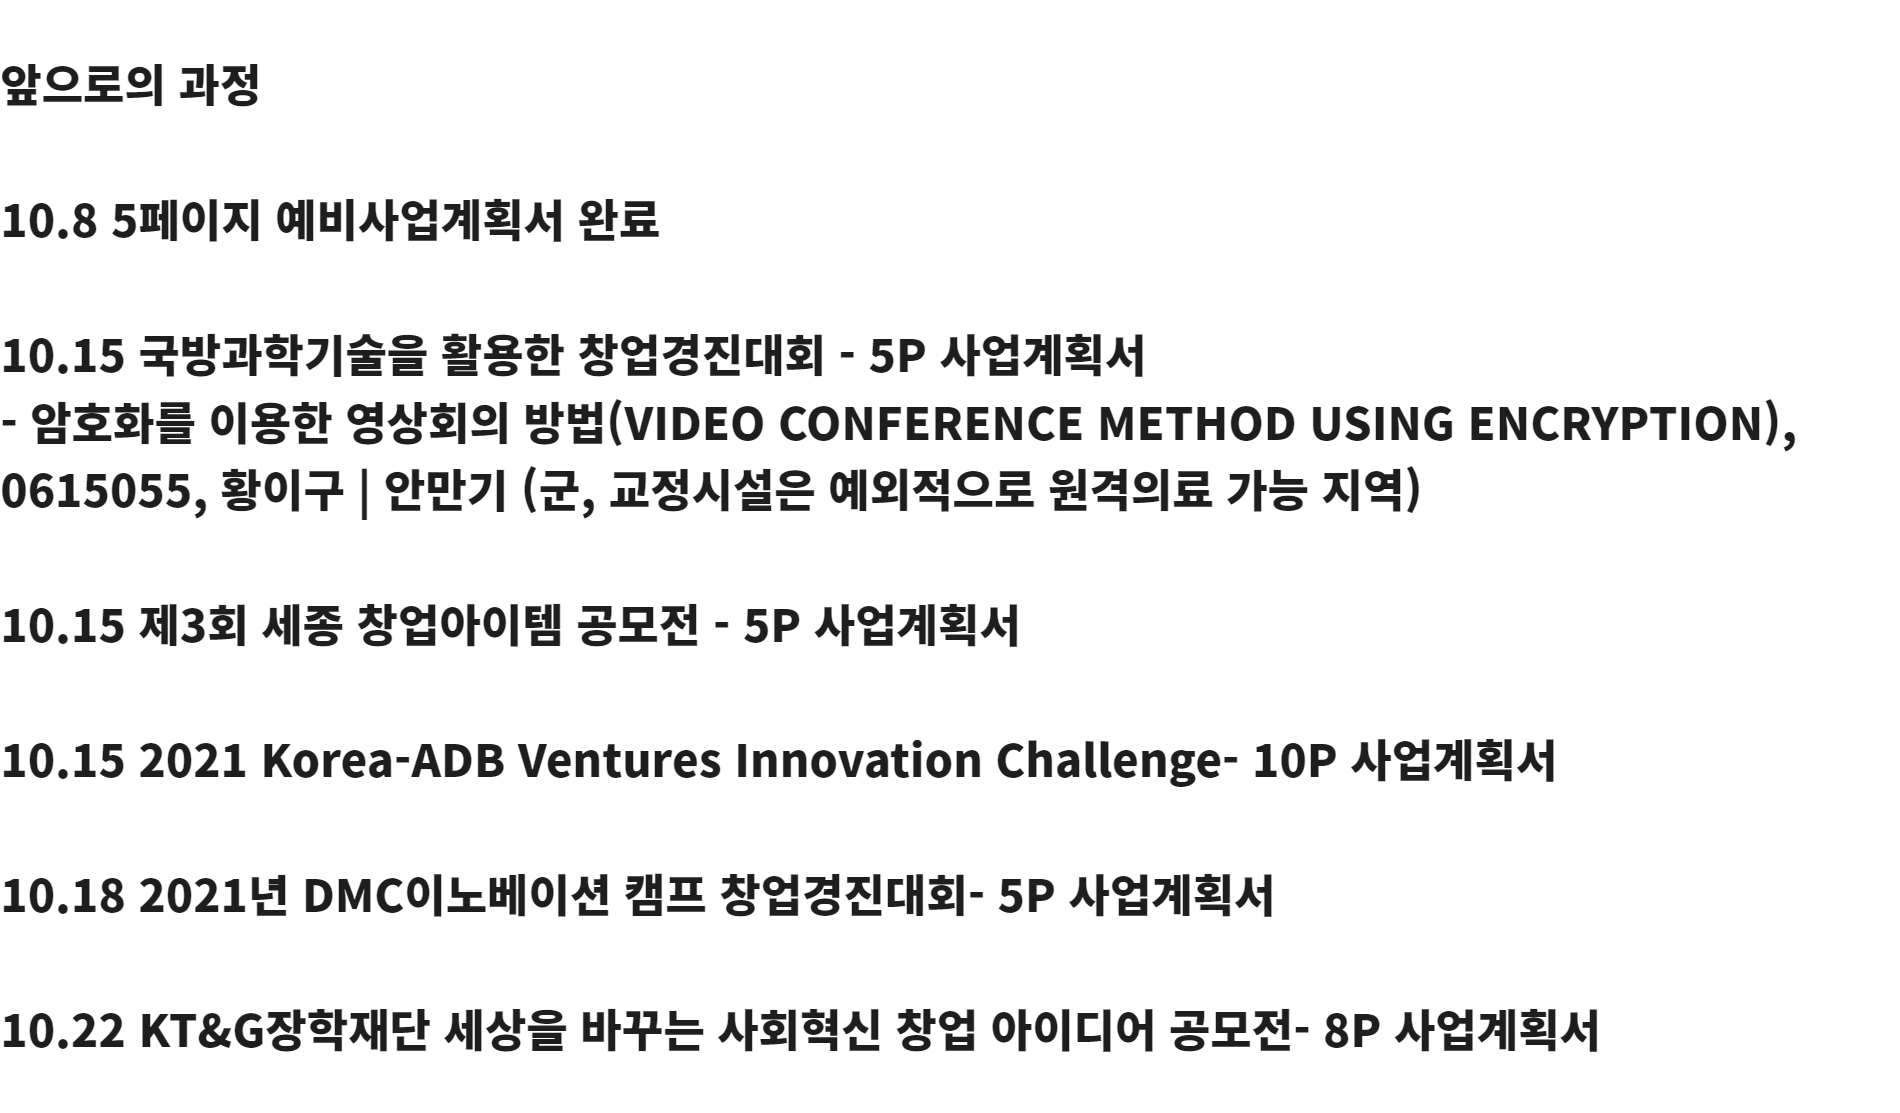 앞으로의 과정
10.8 5페이지 예비사업계획서 완료
10.15 국방과학기술을 활용한 창업경진대회 - 5P 사업계획서
- 암호화를 이용한 영상회의 방법(VIDEO CONFERENCE METHOD USING ENCRYPTION),
0615055, 황이구 | 안만기 (군, 교정시설은 예외적으로 원격의료 가능 지역)
10.15 제3회 세종 창업아이템 공모전 - 5P 사업계획서
10.15 2021 Korea-ADB Ventures Innovation Challenge- 10P 사업계획서
10.18 2021년 DMC이노베이션 캠프 창업경진대회- 5P 사업계획서
10.22 KT&G장학재단 세상을 바꾸는 사회혁신 창업 아이디어 공모전- 8P 사업계획서